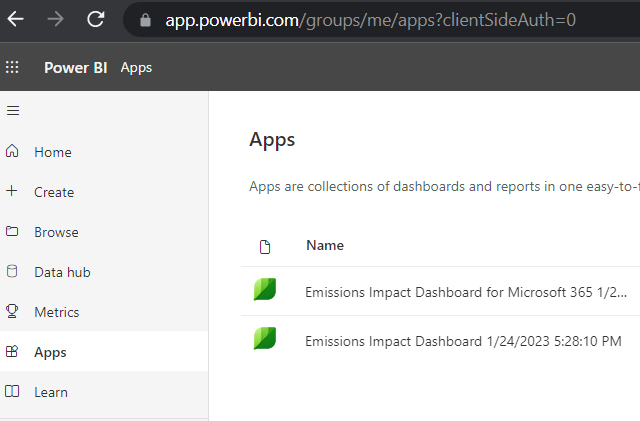 app.powerbi.com/groups/me/apps?clientSideAuth=0
Power BI Apps
Home
Create
Browse
Data hub
Metrics
Apps
Learn
Apps
Apps are collections of dashboards and reports in one easy-to-
Name
Emissions Impact Dashboard for Microsoft 365 1/2...
Emissions Impact Dashboard 1/24/2023 5:28:10 PM